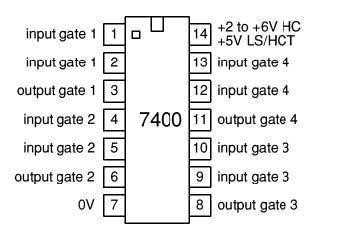 input gate 1 1 14 +2 to +6V HC
+5V LS/HCT
input gate 1 2 13 input gate 4
output gate 1 3 12 input gate 4
input gate 2 4 7400 11 output gate 4
input gate 2 5 10 input gate 3
output gate 2 6 9 input gate 3
0V 7 8 output gate 3